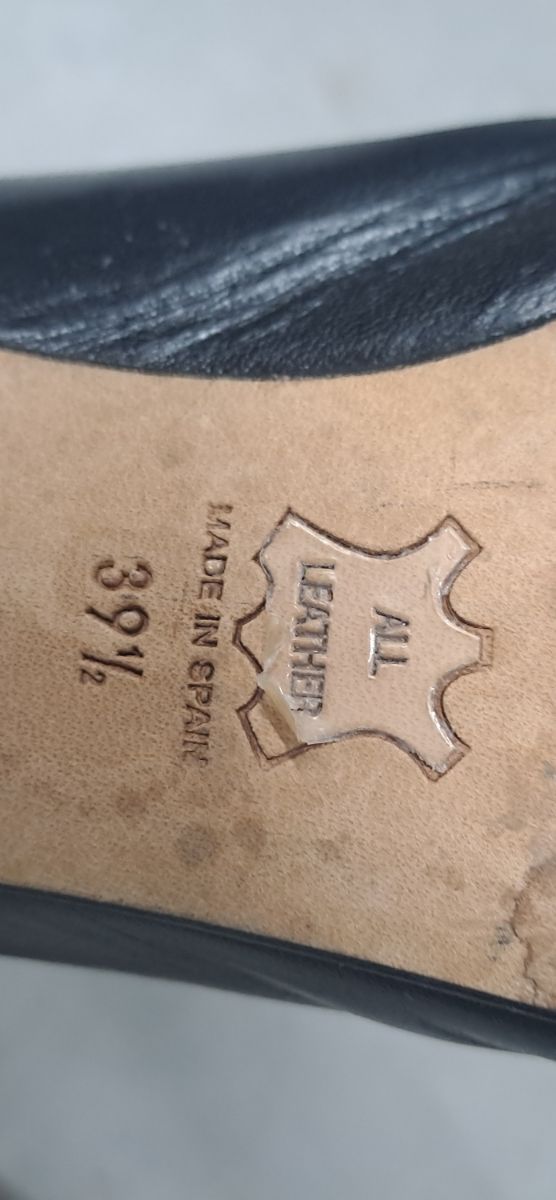 ALL
LEATHER
MADE IN SPAIN
39½